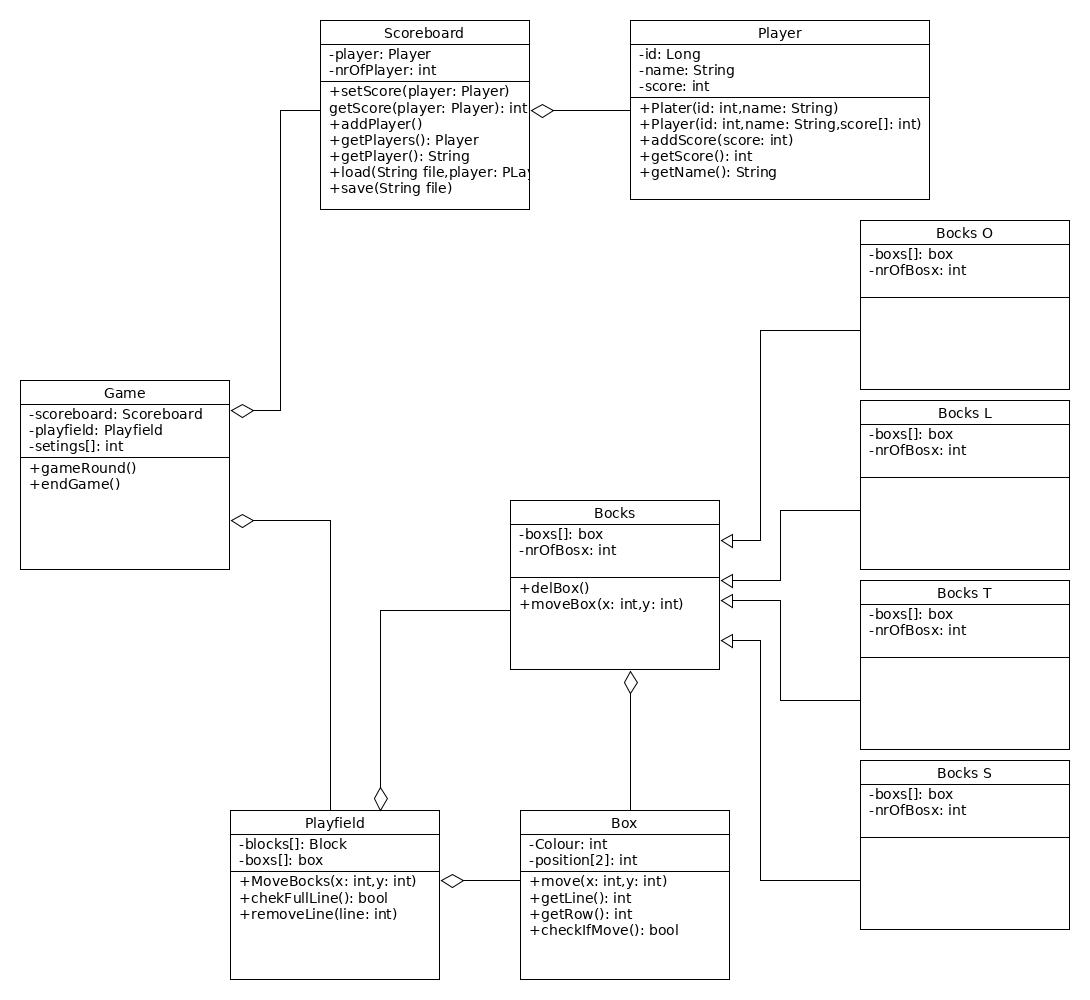 Scoreboard
-player: Player
-nrOfPlayer: int
+setScore(player: Player)
getScore(player: Player): int
+addPlayer()
+getPlayers(): Player
+getPlayer(): String
+load(String file,player: PLay
+save(String file)
Player
-id: Long
-name: String
-score: int
+Plater(id: int,name: String)
+Player(id: int,name: String,score[]: int)
+addScore(score: int)
+getScore(): int
+getName(): String
Bocks O
-boxs[]: box
-nrOfBosx: int
Game
-scoreboard: Scoreboard
-playfield: Playfield
-setings[]: int
+gameRound()
+endGame()
Bocks L
-boxs[]: box
-nrOfBosx: int
Bocks
-boxs[]: box
-nrOfBosx: int
+delBox()
+moveBox(x: int,y: int)
Bocks T
-boxs[]: box
-nrOfBosx: int
Bocks S
-boxs[]: box
-nrOfBosx: int
Playfield
-blocks[]: Block
-boxs[]: box
+MoveBocks(x: int,y: int)
+chekFullLine(): bool
+removeLine(line: int)
Box
-Colour: int
-position[2]: int
+move(x: int,y: int)
+getLine(): int
+getRow(): int
+checkIfMove(): bool